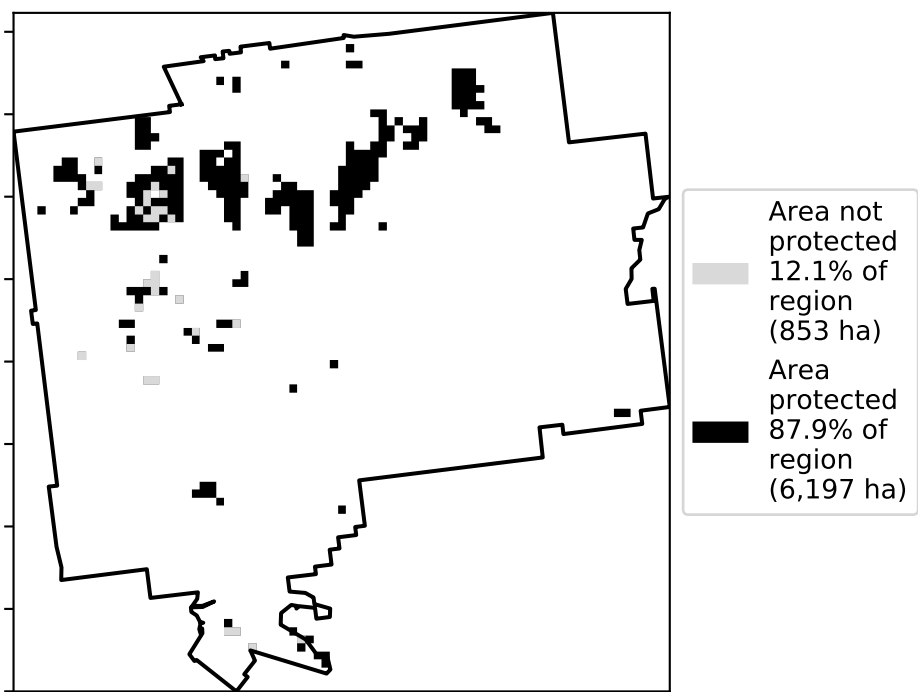 Area not
protected
12.1% of
region
(853 ha)
Area
protected
87.9% of
region
(6,197 ha)